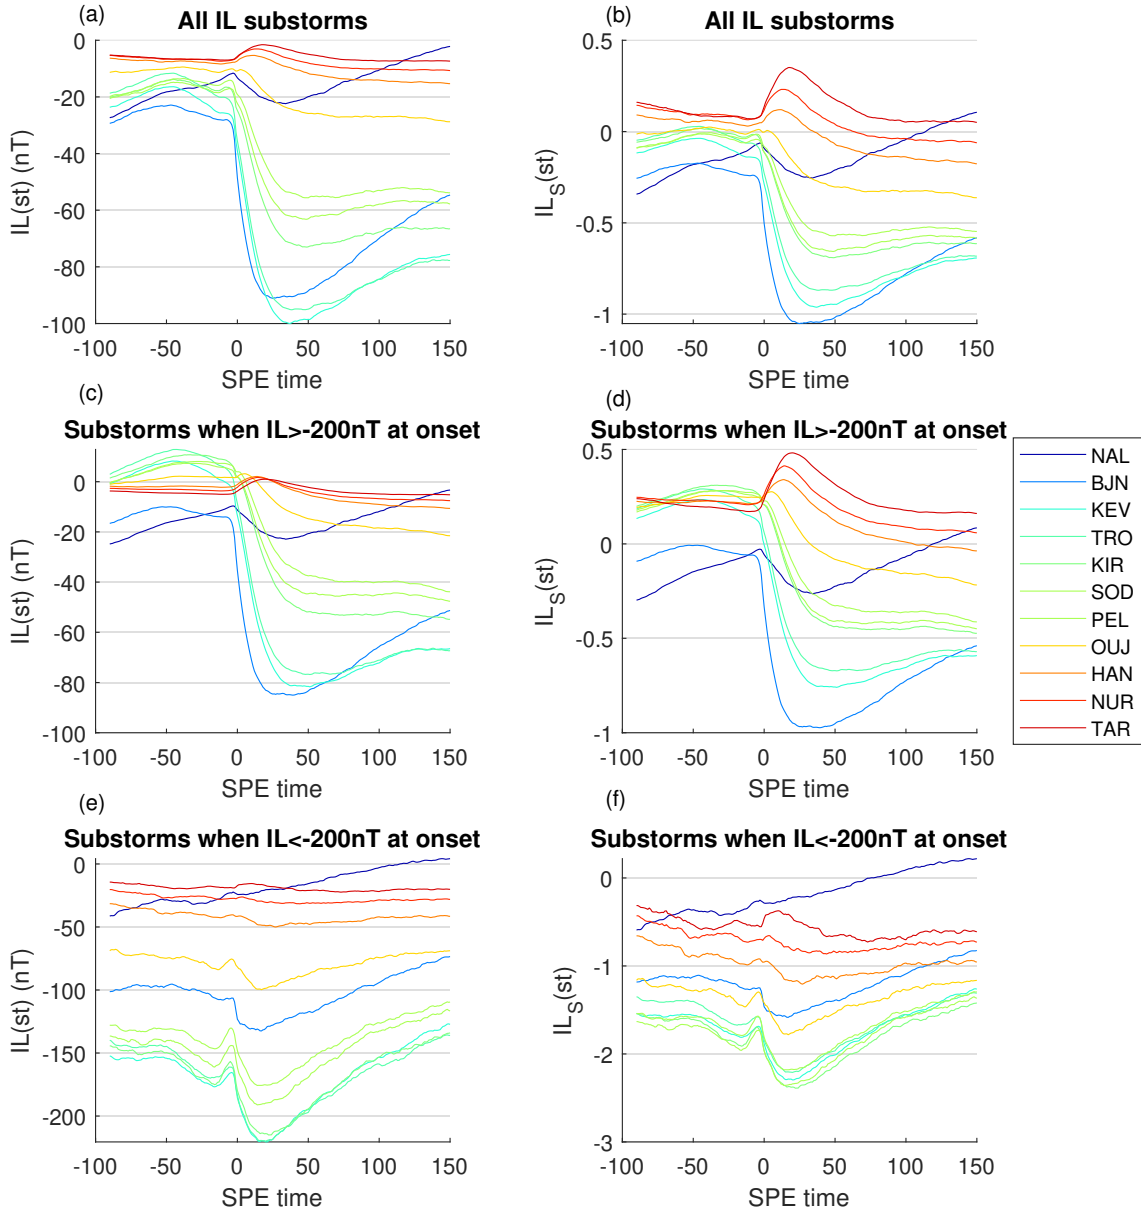 (a)
All IL substorms
0
-20
-40
-60
-80
-100
IL(st) (nT)
-100 -50 0 50 100 150
SPE time
(b)
All IL substorms
0.5
0
-0.5
-1
IL_S(st)
-100 -50 0 50 100 150
SPE time
(c)
Substorms when IL>-200nT at onset
0
-20
-40
-60
-80
-100
IL(st) (nT)
-100 -50 0 50 100 150
SPE time
(d)
Substorms when IL>-200nT at onset
0.5
0
-0.5
-1
IL_S(st)
-100 -50 0 50 100 150
SPE time
NAL
BJN
KEV
TRO
KIR
SOD
PEL
OUJ
HAN
NUR
TAR
(e)
Substorms when IL<-200nT at onset
0
-50
-100
-150
-200
IL(st) (nT)
-100 -50 0 50 100 150
SPE time
(f)
Substorms when IL<-200nT at onset
0
-1
-2
-3
IL_S(st)
-100 -50 0 50 100 150
SPE time